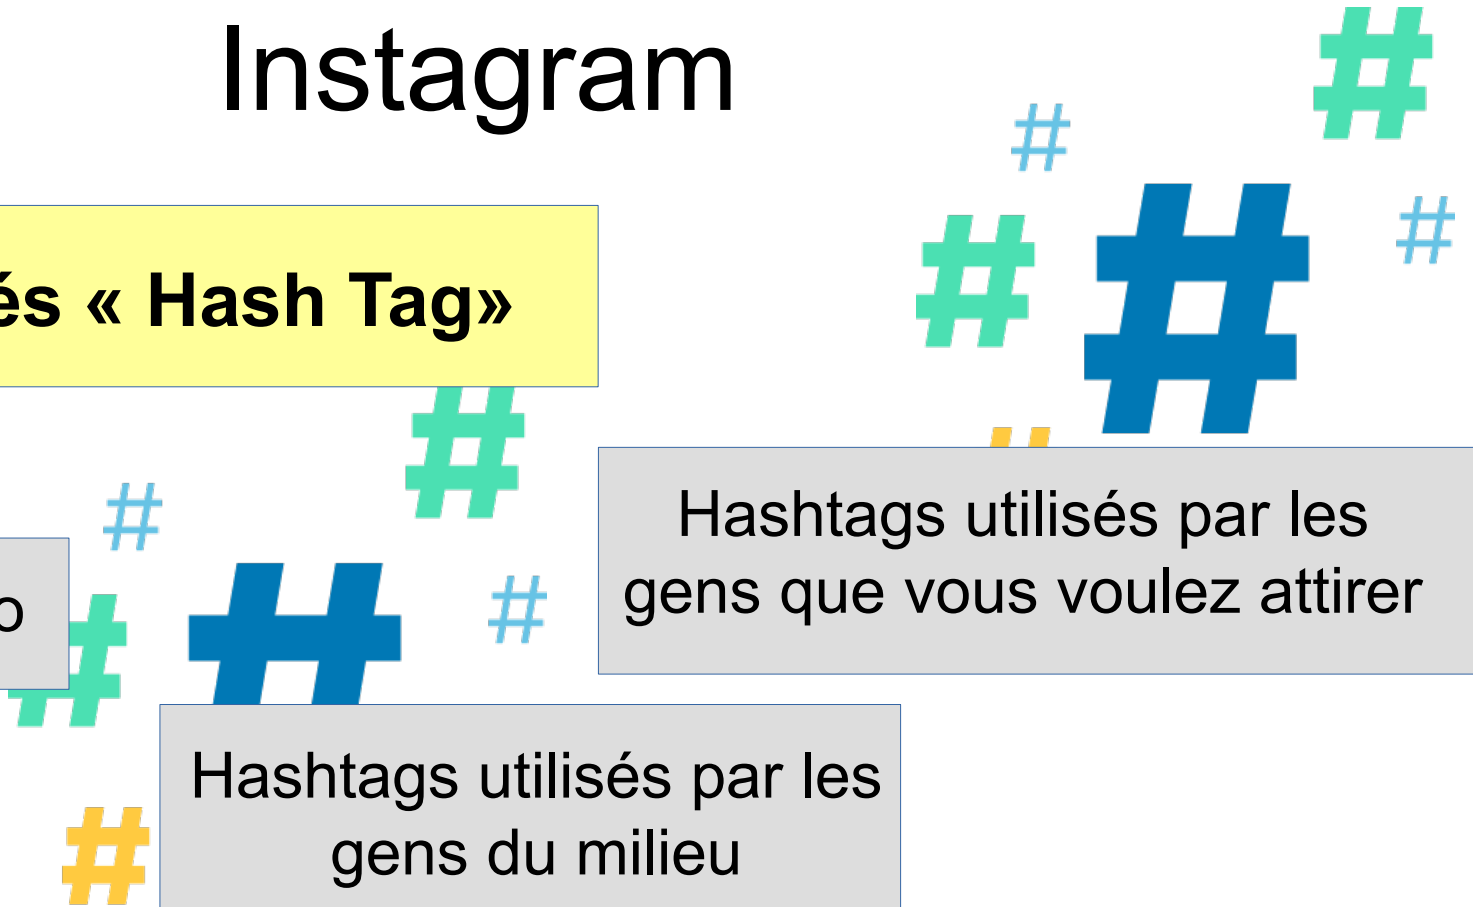 Instagram
és « Hash Tag»
Hashtags utilisés par les
gens que vous voulez attirer
o
Hashtags utilisés par les
gens du milieu